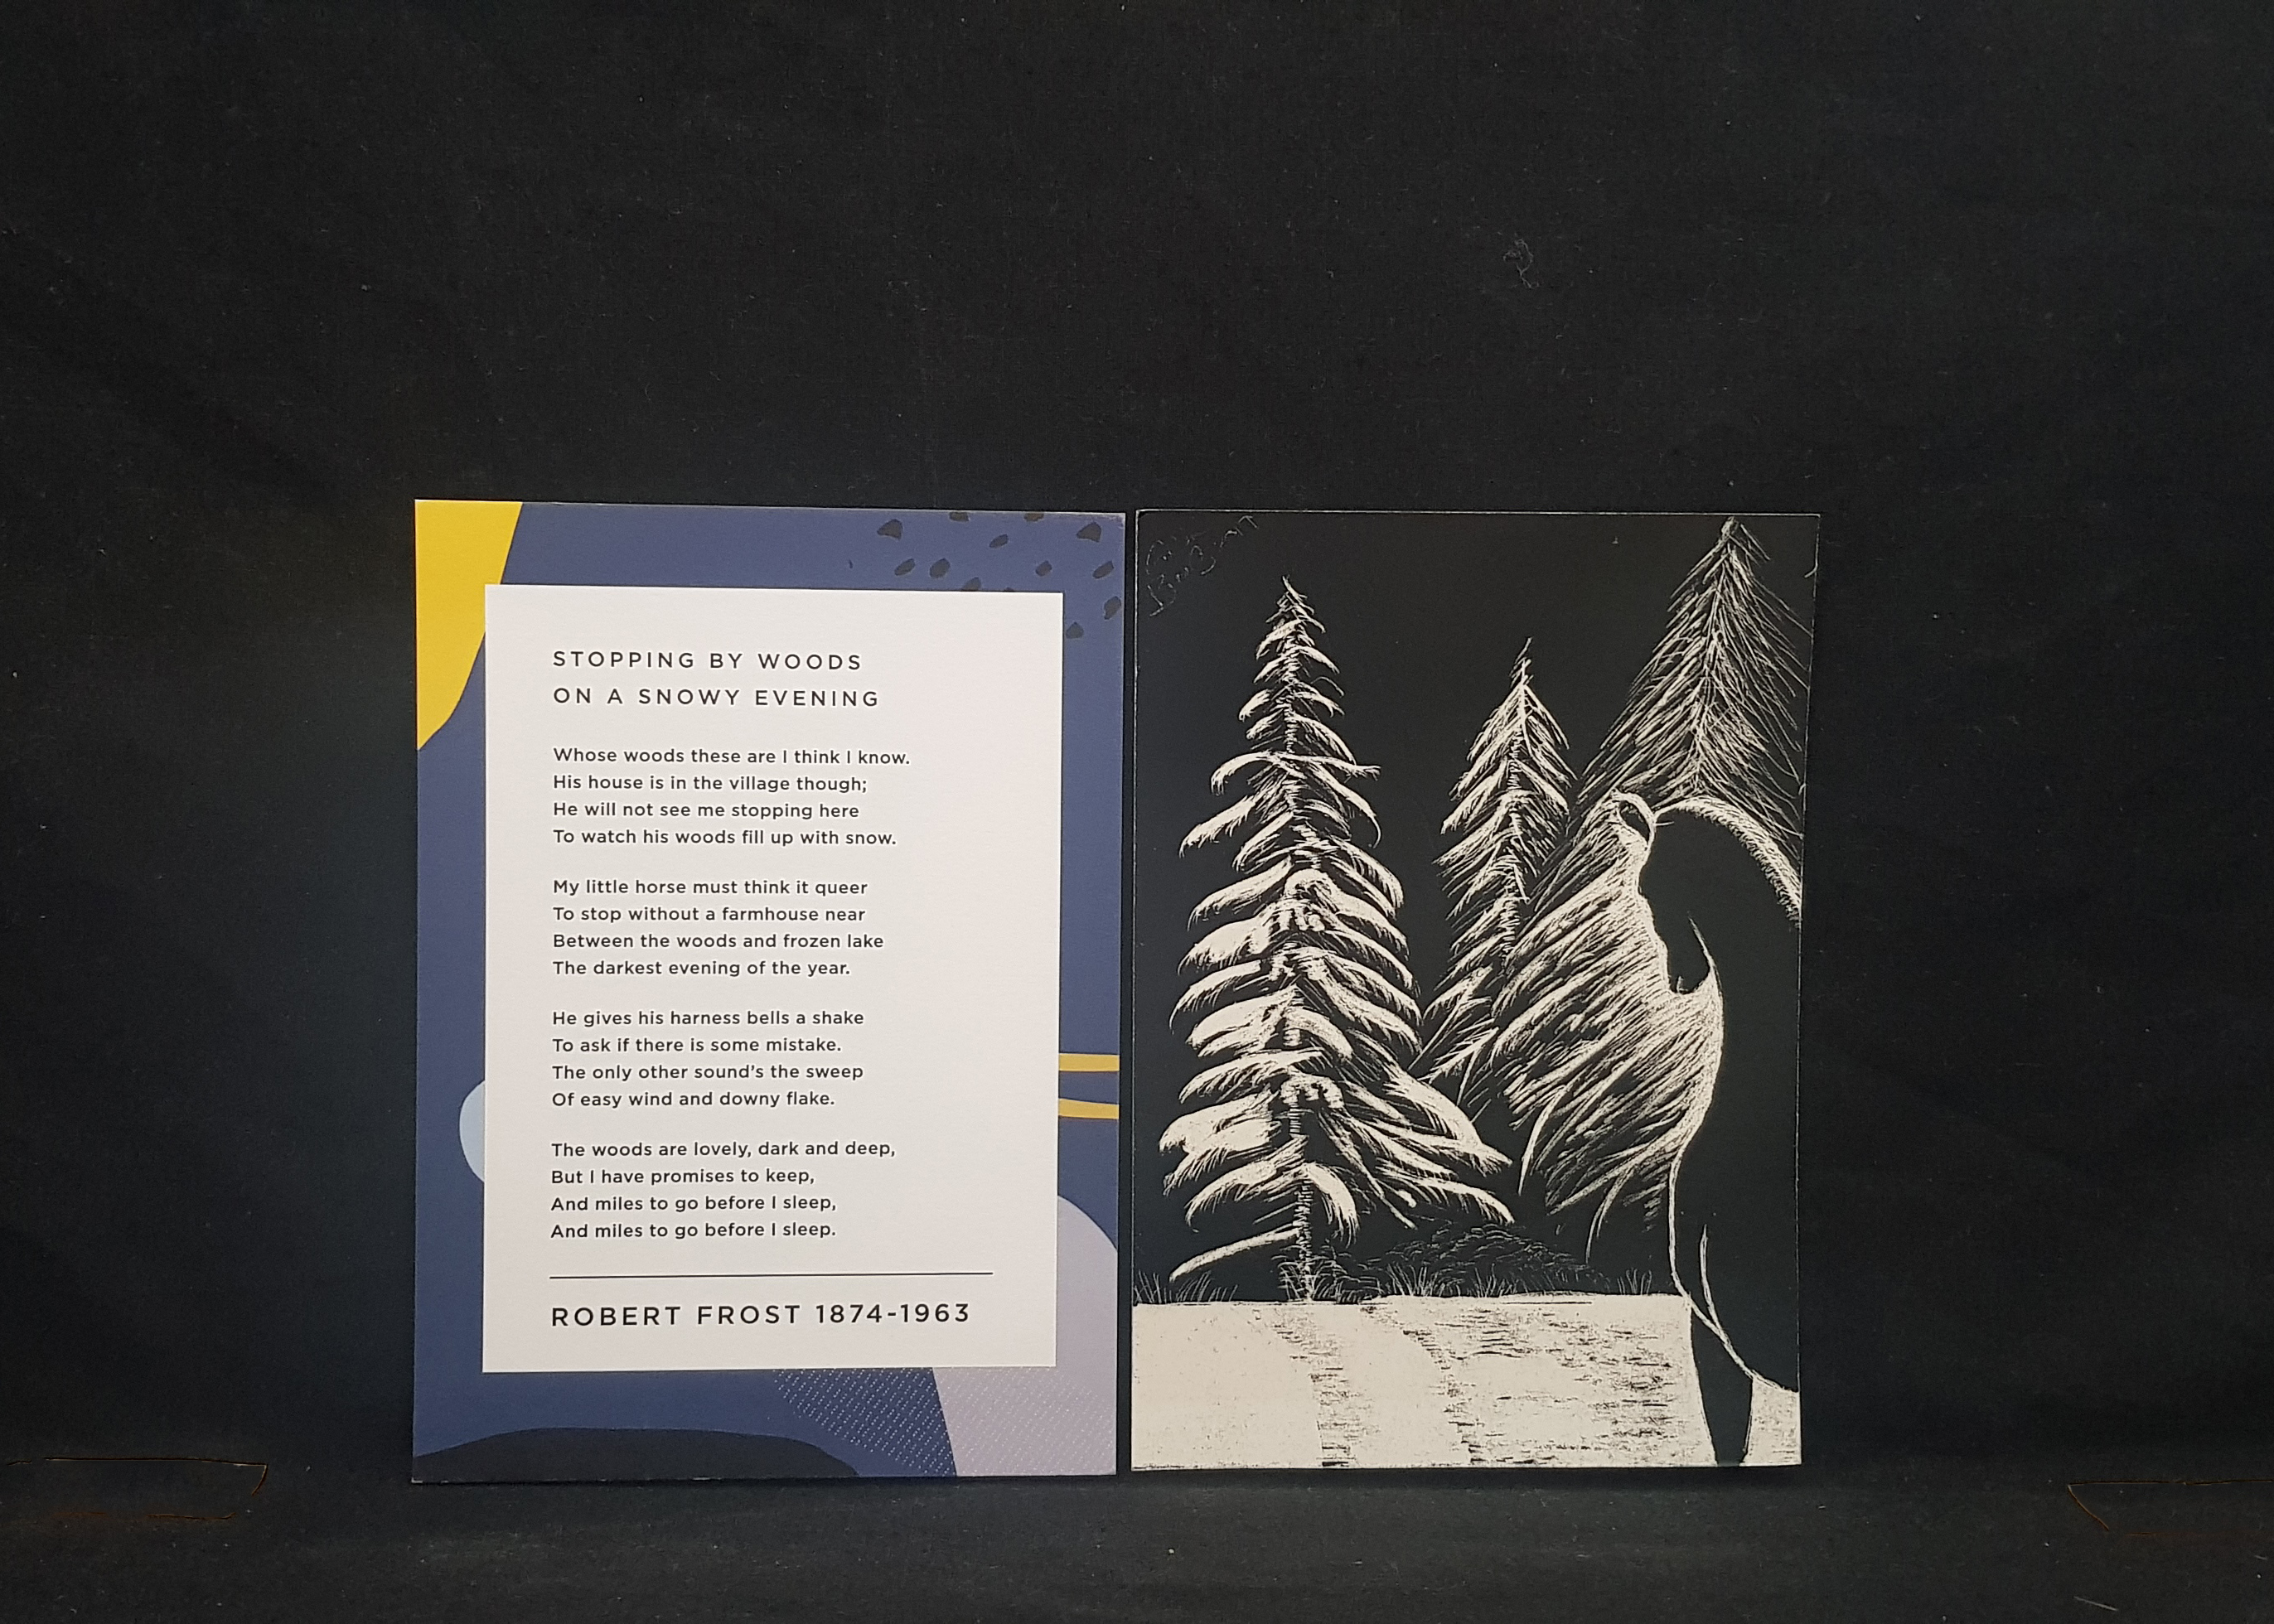 STOPPING BY WOODS
ON A SNOWY EVENING
Whose woods these are I think I know.
His house is in the village though;
He will not see me stopping here
To watch his woods fill up with snow.
My little horse must think it queer
To stop without a farmhouse near
Between the woods and frozen lake
The darkest evening of the year.
He gives his harness bells a shake
To ask if there is some mistake.
The only other sound's the sweep
Of easy wind and downy flake.
The woods are lovely, dark and deep,
But I have promises to keep,
And miles to go before I sleep,
And miles to go before I sleep.
ROBERT FROST 1874-1963